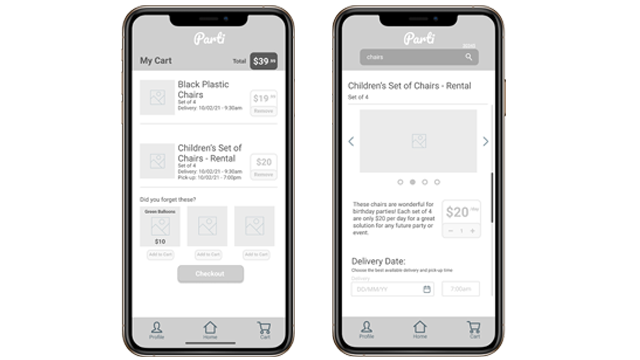 Parti
My Cart Total $39.99
Black Plastic
Chairs
Set of 4
Delivery: 10/02/21 - 9:30am
$19.99
Remove
Children's Set of
Chairs - Rental
Set of 4
Delivery: 10/02/21 - 9:30am
Pick-up: 10/02/21 - 7:00pm
$20
Remove
Did you forget these?
Green Balloons
$10
Add to Cart
Add to Cart
Add to Cart
Checkout
Profile
Home
Cart
Parti
chairs
Children's Set of Chairs - Rental
Set of 4
These chairs are wonderful for
birthday parties! Each set of 4
are only $20 per day for a great
solution for any future party or
event.
$20 /day
- 1 +
Delivery Date:
Choose the best available delivery and pick-up time
Delivery
DD/MM/YY
7:00am
Profile
Home
Cart